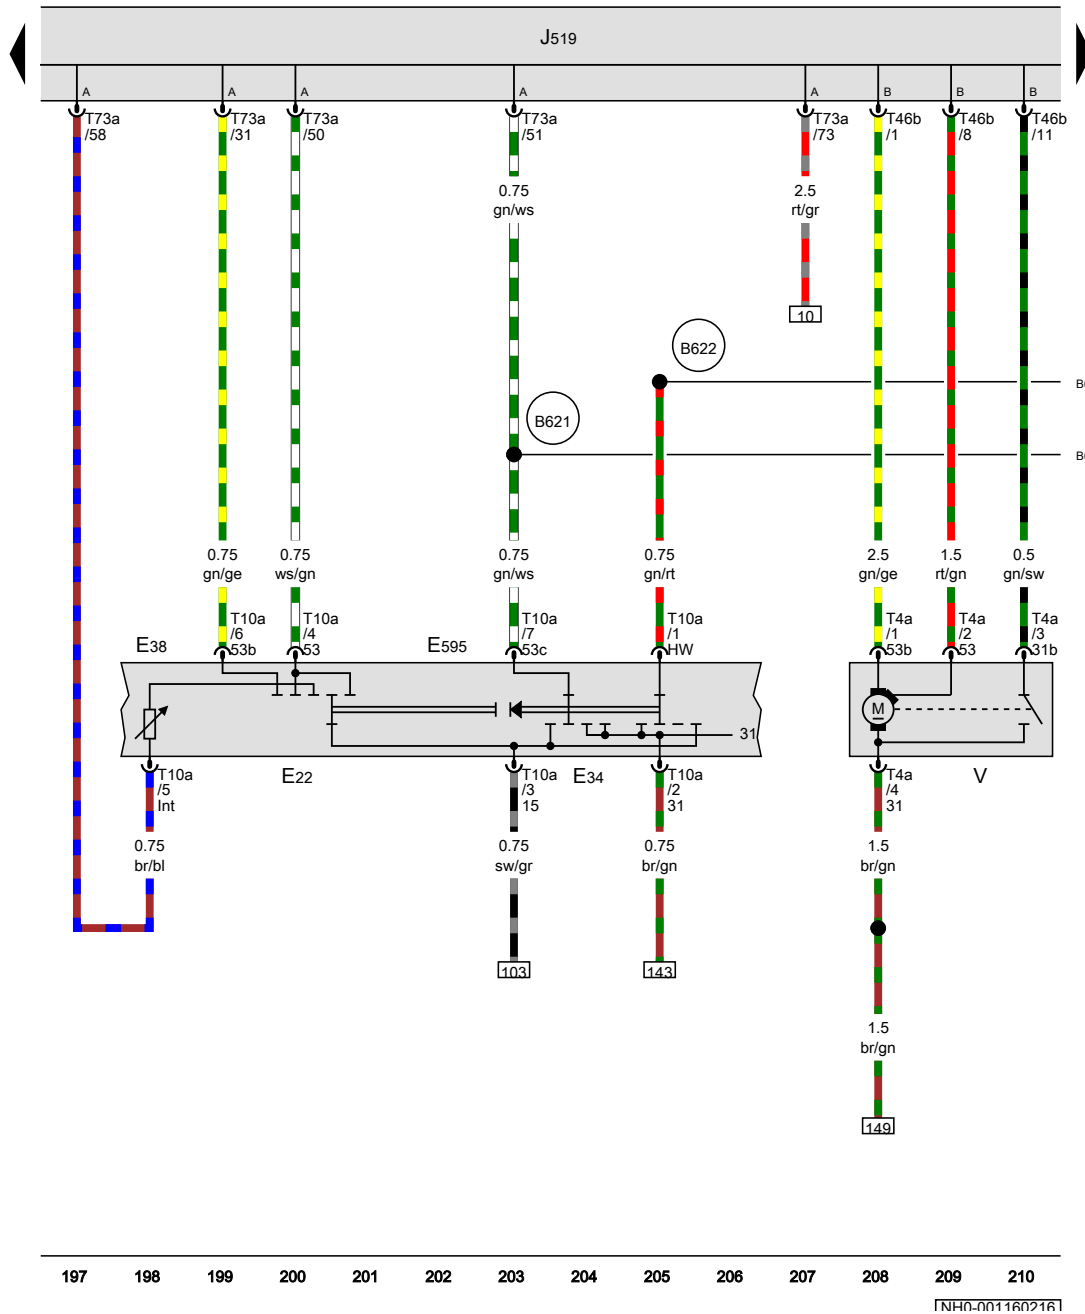 J519
A A A A A B B B
T73a /58
T73a /31
T73a /50
T73a /51
T73a /73
T46b /1
T46b /8
T46b /11
0.75 gn/ws
2.5 rt/gr
10
B622
B621
0.75 gn/ge
0.75 ws/gn
0.75 gn/ws
0.75 gn/rt
2.5 gn/ge
1.5 rt/gn
0.5 gn/sw
T10a /6 53b
T10a /4 53
T10a /7 53c
T10a /1 HW
T4a /1 53b
T4a /2 53
T4a /3 31b
E38
E595
M
31
E22
E34
V
T10a /5 Int
T10a /3 15
T10a /2 31
T4a /4 31
0.75 br/bl
0.75 sw/gr
0.75 br/gn
1.5 br/gn
103
143
1.5 br/gn
149
197 198 199 200 201 202 203 204 205 206 207 208 209 210
NH0-001160216